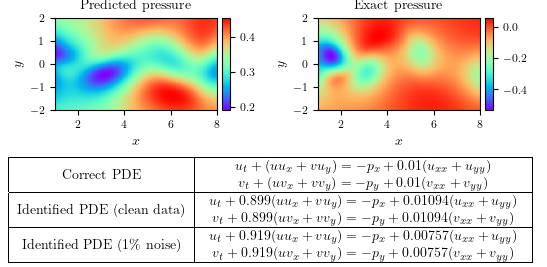 Predicted pressure
Exact pressure
2
1
0
−1
−2
y
2
4
6
8
x
0.4
0.3
0.2
2
1
0
−1
−2
y
2
4
6
8
x
0.0
−0.2
−0.4
Correct PDE
u_t + (uu_x + vu_y) = −p_x + 0.01(u_xx + u_yy)
v_t + (uv_x + vv_y) = −p_y + 0.01(v_xx + v_yy)
Identified PDE (clean data)
u_t + 0.899(uu_x + vu_y) = −p_x + 0.01094(u_xx + u_yy)
v_t + 0.899(uv_x + vv_y) = −p_y + 0.01094(v_xx + v_yy)
Identified PDE (1% noise)
u_t + 0.919(uu_x + vu_y) = −p_x + 0.00757(u_xx + u_yy)
v_t + 0.919(uv_x + vv_y) = −p_y + 0.00757(v_xx + v_yy)